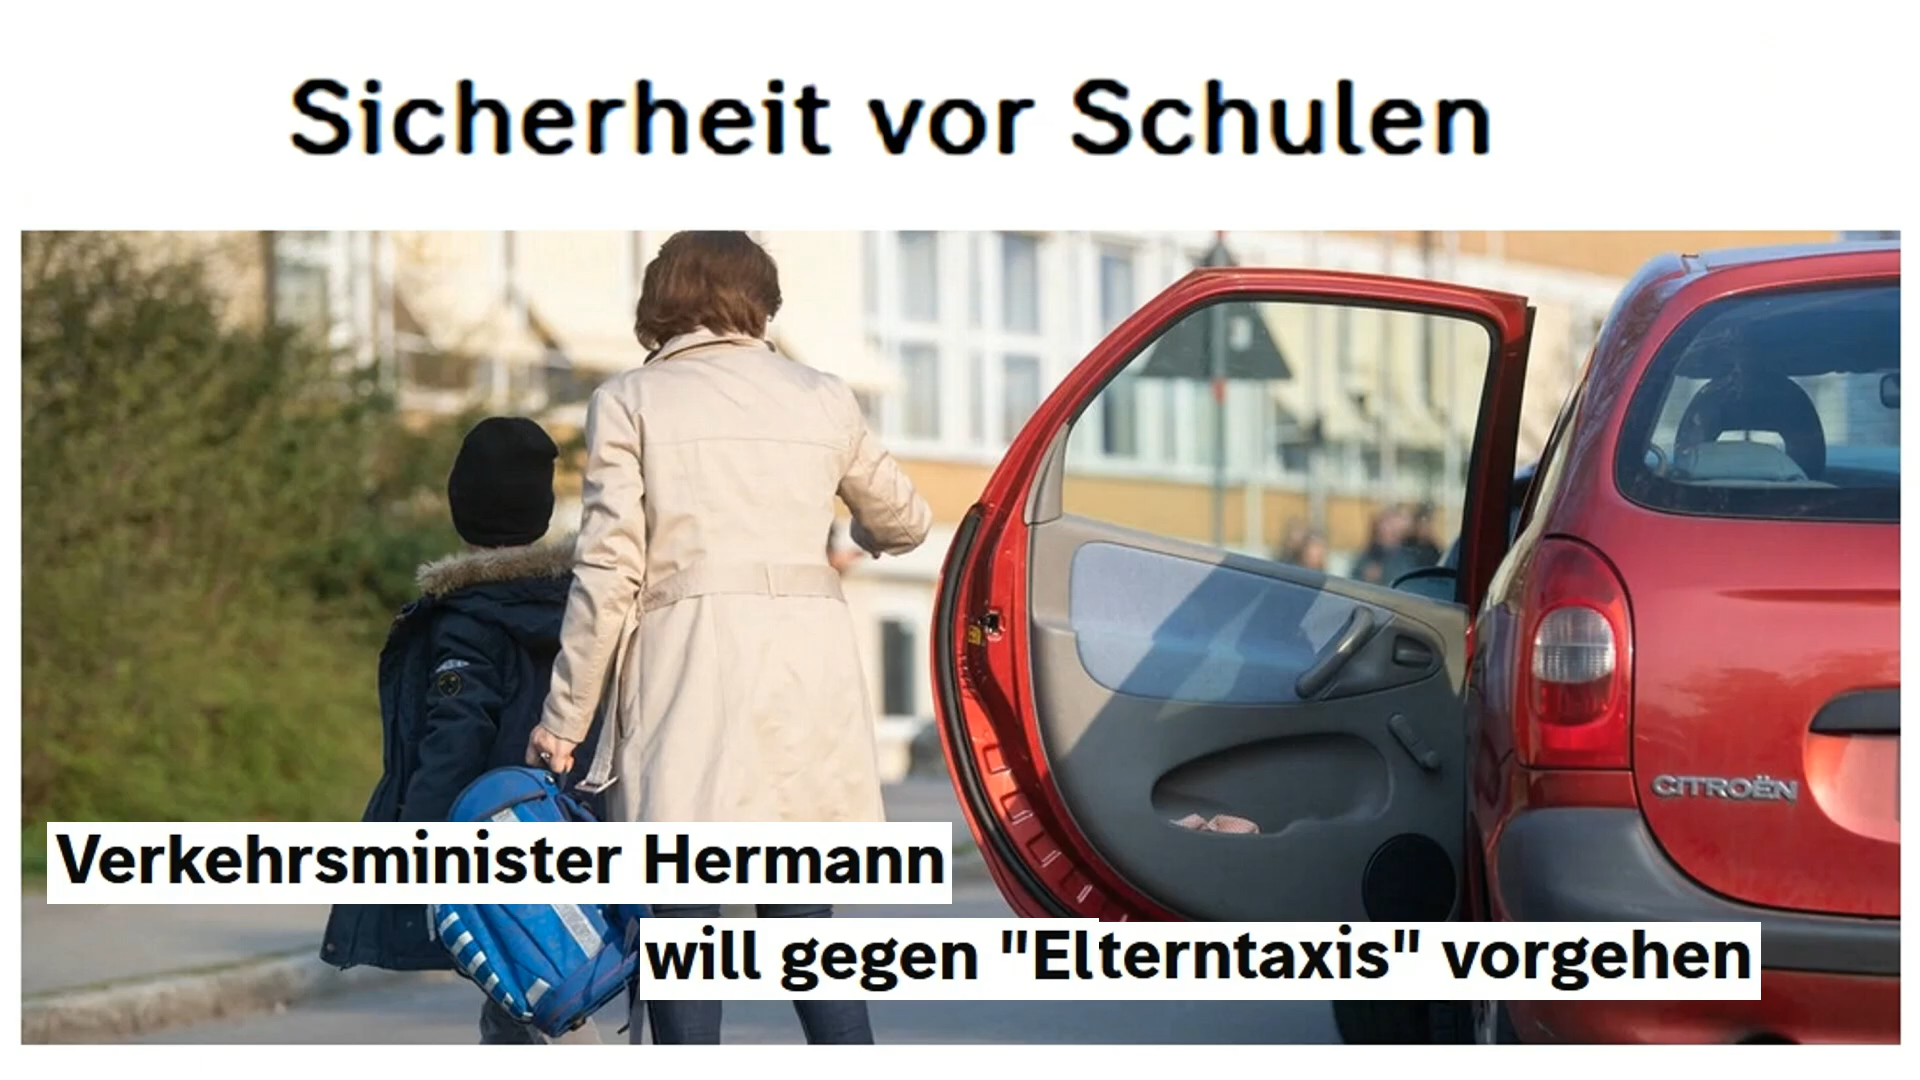 Sicherheit vor Schulen
CITROËN
Verkehrsminister Hermann
will gegen "Elterntaxis" vorgehen